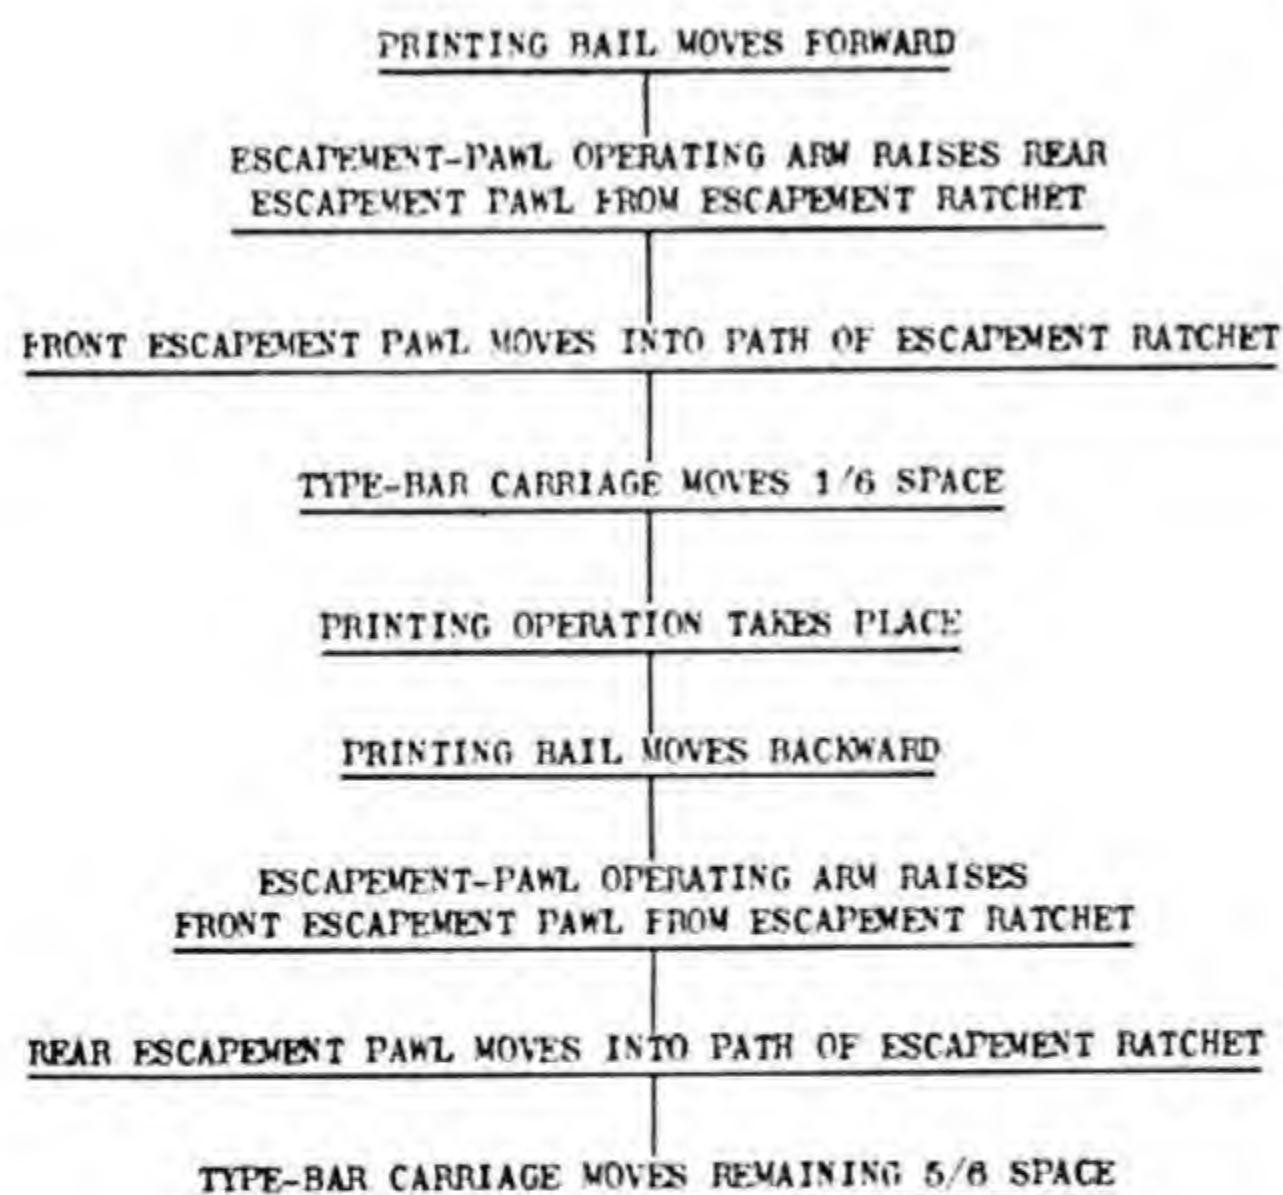 PRINTING BAIL MOVES FORWARD
ESCAPEMENT-PAWL OPERATING ARM RAISES REAR
ESCAPEMENT PAWL FROM ESCAPEMENT RATCHET
FRONT ESCAPEMENT PAWL MOVES INTO PATH OF ESCAPEMENT RATCHET
TYPE-BAR CARRIAGE MOVES 1/6 SPACE
PRINTING OPERATION TAKES PLACE
PRINTING BAIL MOVES BACKWARD
ESCAPEMENT-PAWL OPERATING ARM RAISES
FRONT ESCAPEMENT PAWL FROM ESCAPEMENT RATCHET
REAR ESCAPEMENT PAWL MOVES INTO PATH OF ESCAPEMENT RATCHET
TYPE-BAR CARRIAGE MOVES REMAINING 5/6 SPACE